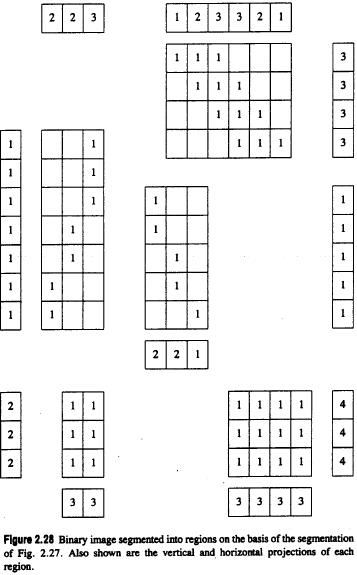 2 2 3 1 2 3 3 2 1
1 1 1 3
1 1 1 3
1 1 1 3
1 1 1 1 1 3
1 1
1 1 1 1
1 1 1 1
1 1 1 1
1 1 1 1
1 1 1 1
2 2 1
2 1 1 1 1 1 1 4
2 1 1 1 1 1 1 4
2 1 1 1 1 1 1 4
3 3 3 3 3 3
Figure 2.28 Binary image segmented into regions on the basis of the segmentation
of Fig. 2.27. Also shown are the vertical and horizontal projections of each
region.